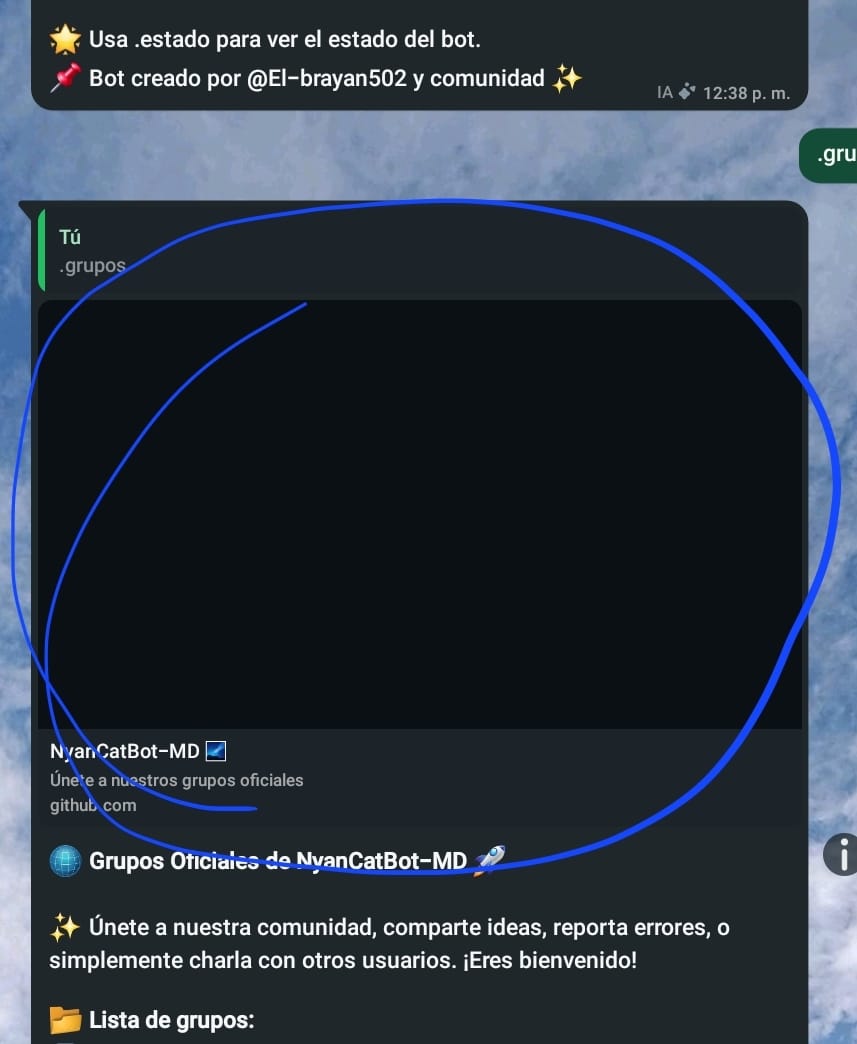 🌟 Usa .estado para ver el estado del bot.
📌 Bot creado por @El-brayan502 y comunidad ✨
IA 12:38 p. m.
.gru
Tú
.grupos
NyanCatBot-MD 🌌
Únete a nuestros grupos oficiales
github.com
🌐 Grupos Oficiales de NyanCatBot-MD 🚀
✨ Únete a nuestra comunidad, comparte ideas, reporta errores, o
simplemente charla con otros usuarios. ¡Eres bienvenido!
📂 Lista de grupos: